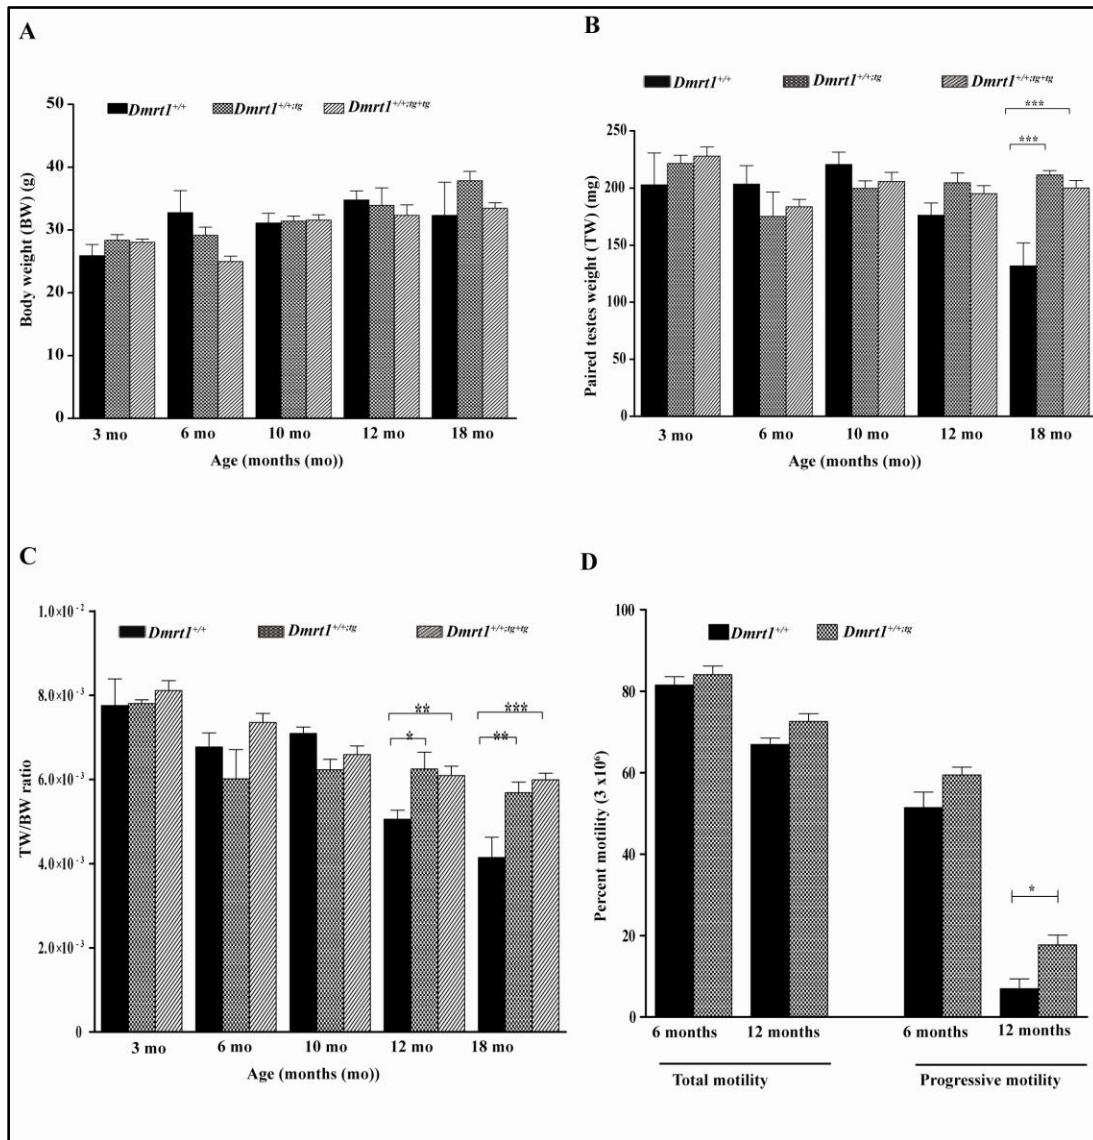 A
Dmrt1+/+ Dmrt1+/+;tg Dmrt1+/+;tg+tg
Body weight (BW) (g)
50
40
30
20
10
0
3 mo 6 mo 10 mo 12 mo 18 mo
Age (months (mo))
B
Dmrt1+/+ Dmrt1+/+;tg Dmrt1+/+;tg+tg
***
***
Paired testes weight (TW) (mg)
250
200
150
100
50
0
3 mo 6 mo 10 mo 12 mo 18 mo
Age (months (mo))
C
Dmrt1+/+ Dmrt1+/+;tg Dmrt1+/+;tg+tg
** ***
* **
TW/BW ratio
1.0×10⁻²
8.0×10⁻³
6.0×10⁻³
4.0×10⁻³
2.0×10⁻³
0
3 mo 6 mo 10 mo 12 mo 18 mo
Age (months (mo))
D
Dmrt1+/+ Dmrt1+/+;tg
*
Percent motility (3 x10⁶)
100
80
60
40
20
0
6 months 12 months 6 months 12 months
Total motility Progressive motility